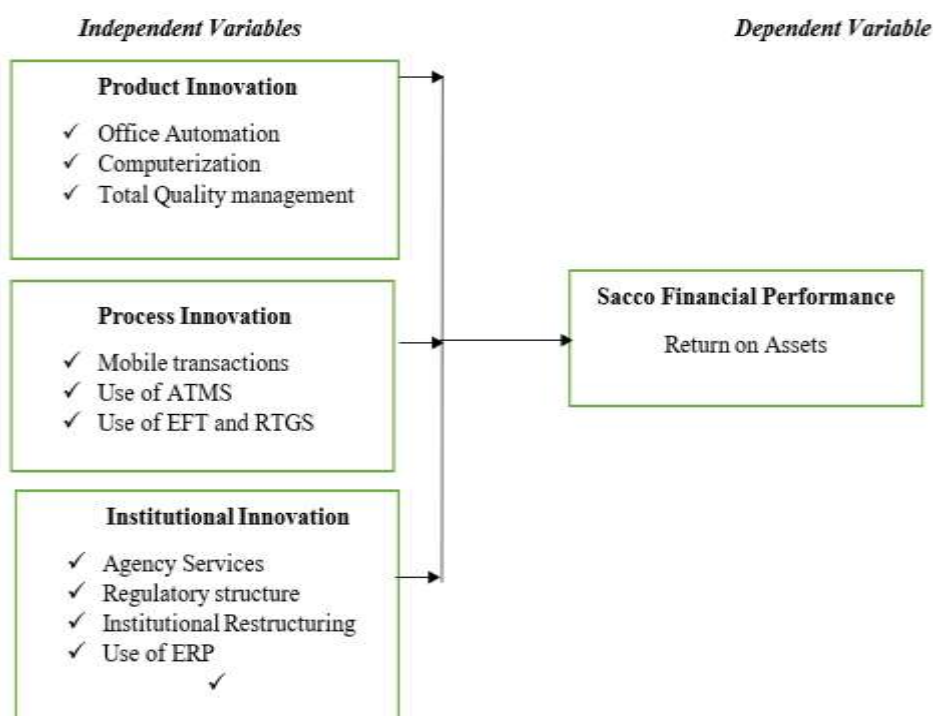 Independent Variables
Dependent Variable
Product Innovation
✓ Office Automation
✓ Computerization
✓ Total Quality management
Process Innovation
✓ Mobile transactions
✓ Use of ATMS
✓ Use of EFT and RTGS
Institutional Innovation
✓ Agency Services
✓ Regulatory structure
✓ Institutional Restructuring
✓ Use of ERP
✓
Sacco Financial Performance
Return on Assets